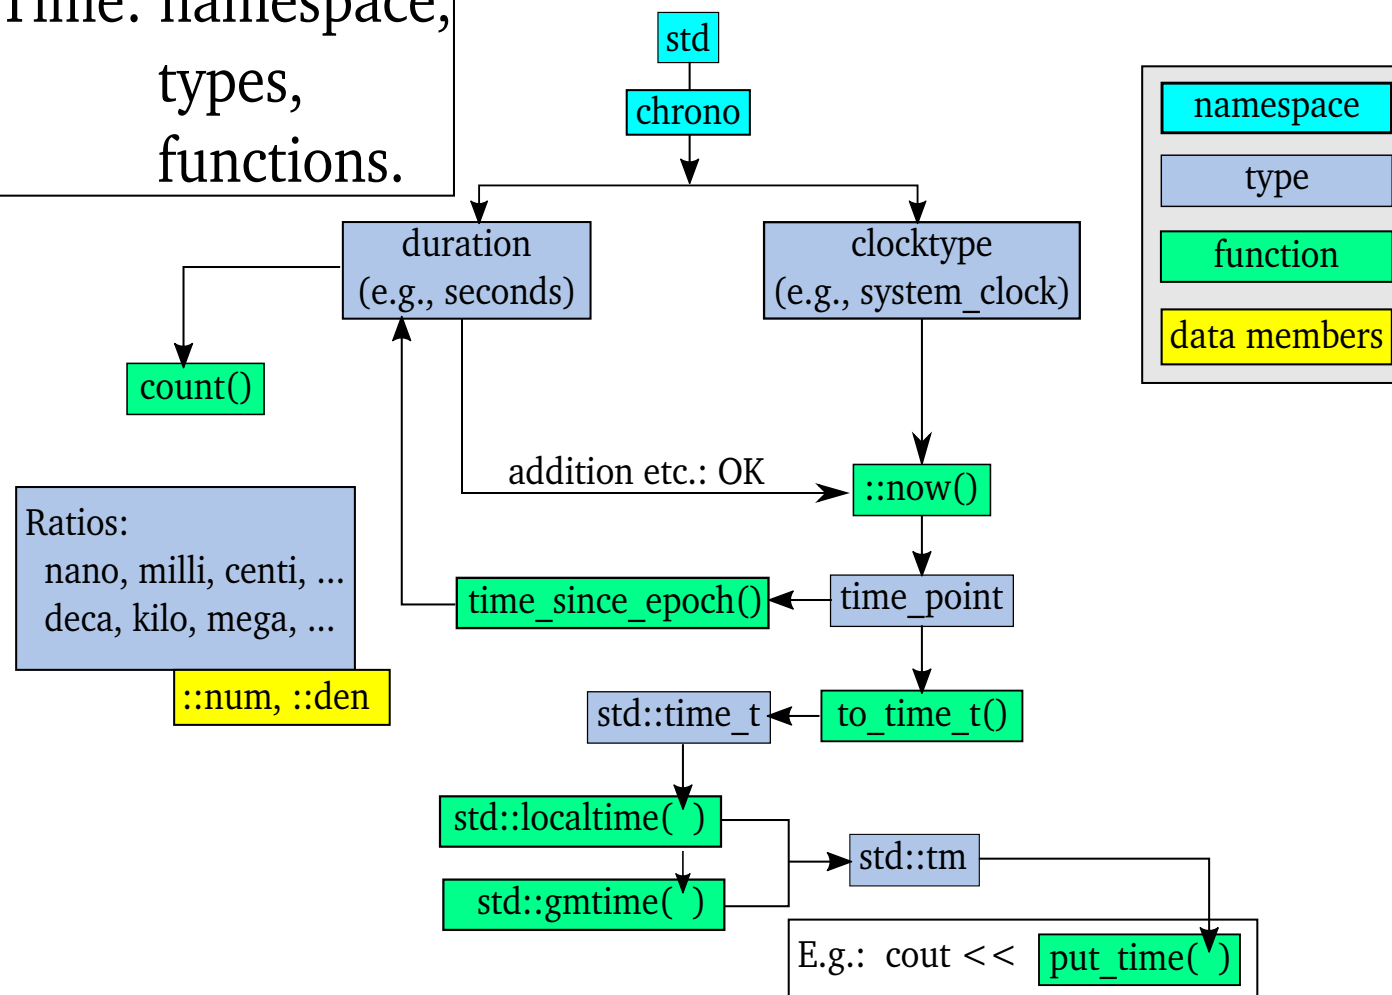 Time: namespace,
types,
functions.
std
chrono
namespace
type
function
data members
duration
(e.g., seconds)
clocktype
(e.g., system_clock)
count()
addition etc.: OK
::now()
Ratios:
nano, milli, centi, ...
deca, kilo, mega, ...
::num, ::den
time_since_epoch()
time_point
std::time_t
to_time_t()
std::localtime( )
std::gmtime( )
std::tm
E.g.: cout << put_time( )